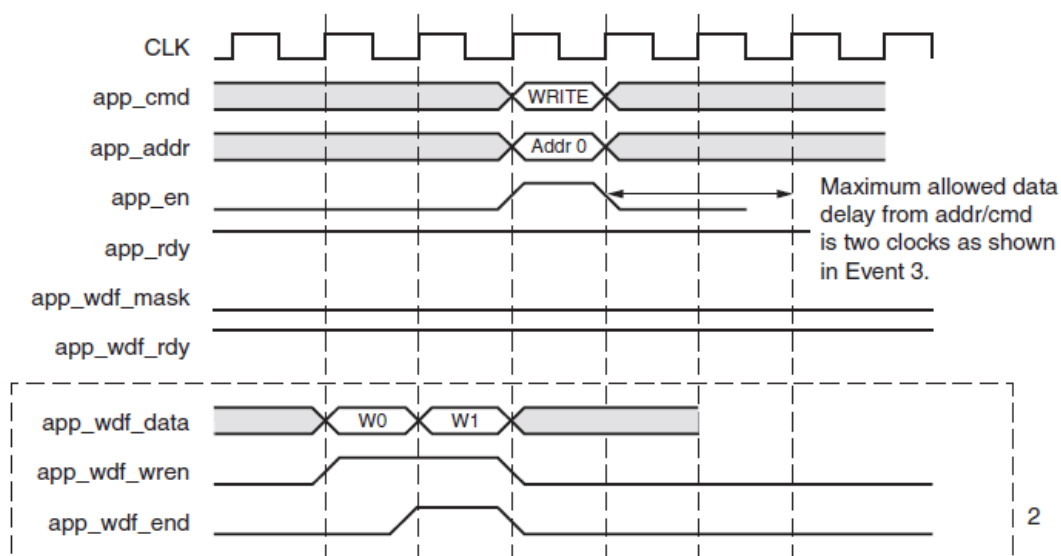 CLK
app_cmd
WRITE
app_addr
Addr 0
app_en
Maximum allowed data
delay from addr/cmd
is two clocks as shown
in Event 3.
app_rdy
app_wdf_mask
app_wdf_rdy
app_wdf_data
W0
W1
app_wdf_wren
app_wdf_end
2